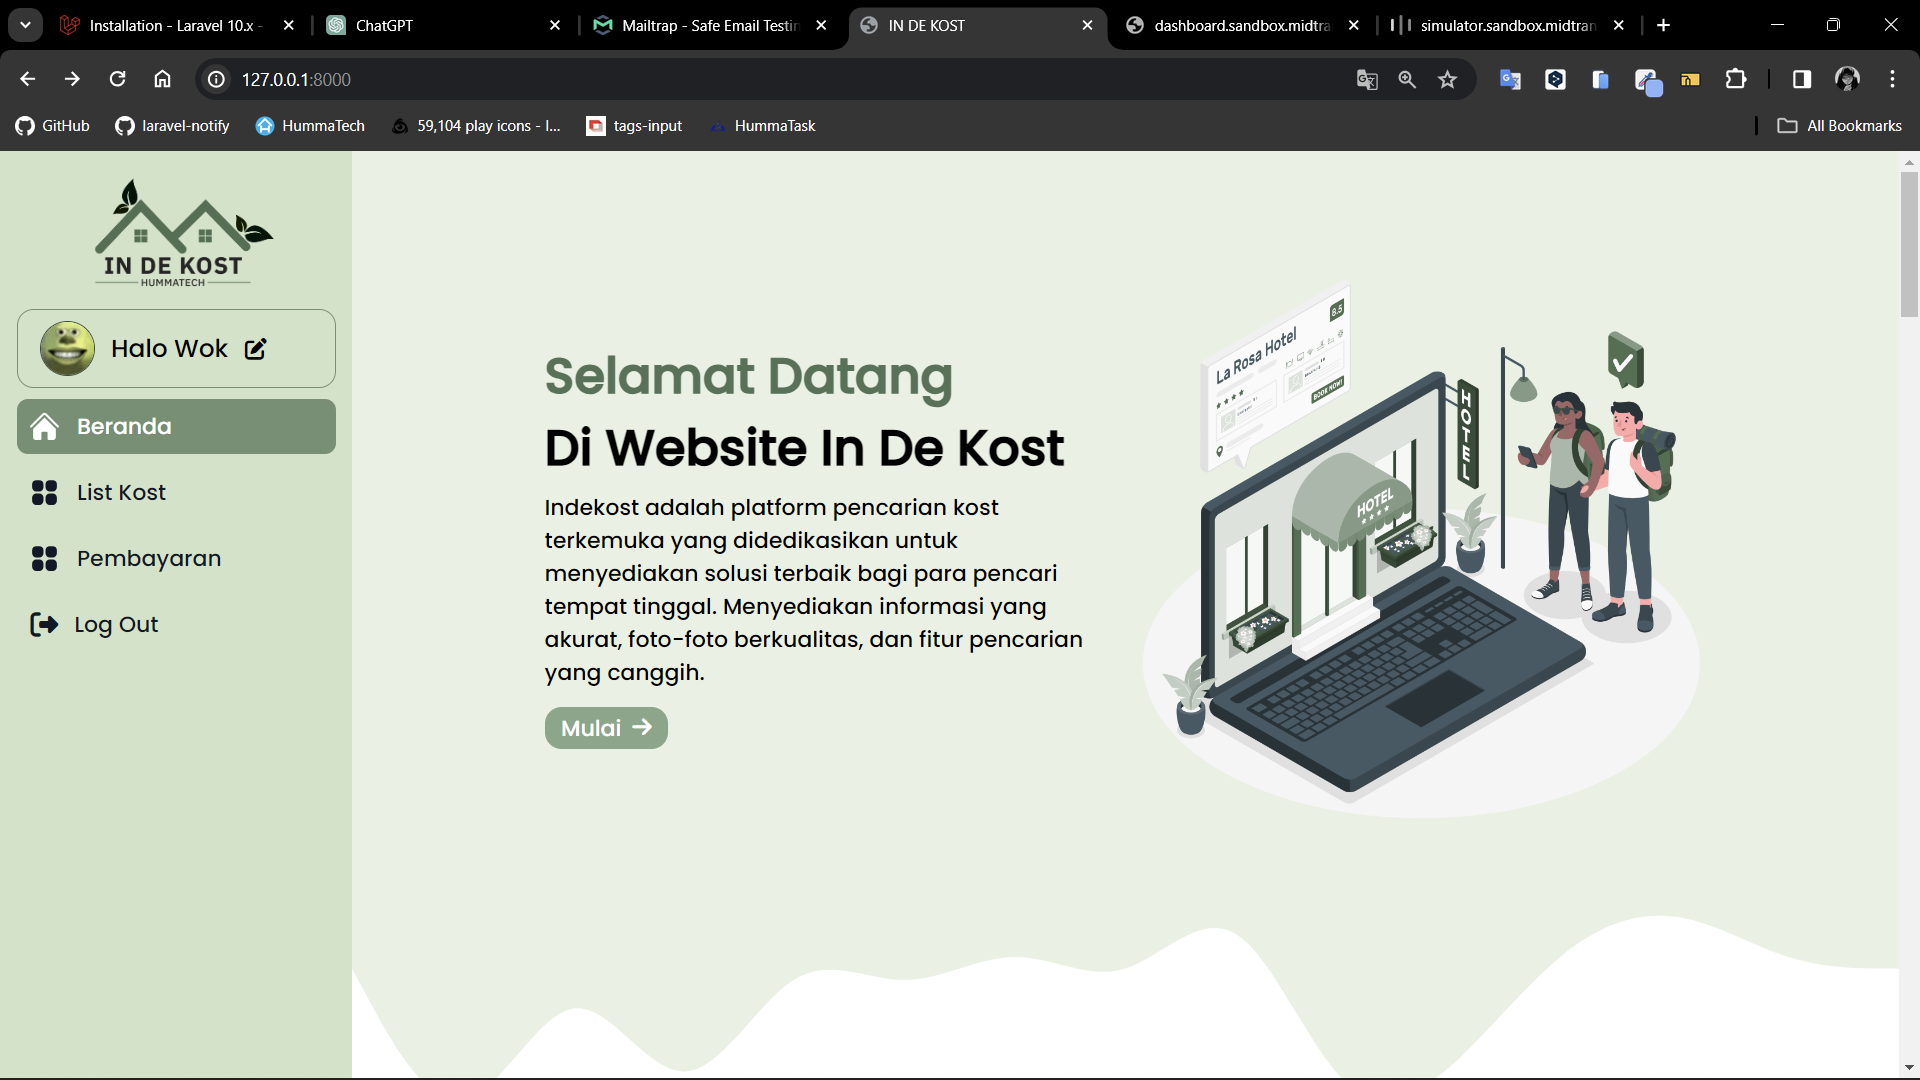 Installation - Laravel 10.x -
ChatGPT
Mailtrap - Safe Email Testin
IN DE KOST
dashboard.sandbox.midtra
simulator.sandbox.midtran
127.0.0.1:8000
GitHub
laravel-notify
HummaTech
59,104 play icons - I...
tags-input
HummaTask
All Bookmarks
IN DE KOST
HUMMATECH
Halo Wok
Beranda
List Kost
Pembayaran
Log Out
Selamat Datang
Di Website In De Kost
Indekost adalah platform pencarian kost
terkemuka yang didedikasikan untuk
menyediakan solusi terbaik bagi para pencari
tempat tinggal. Menyediakan informasi yang
akurat, foto-foto berkualitas, dan fitur pencarian
yang canggih.
Mulai
La Rosa Hotel
8.5
BOOK NOW!
HOTEL
HOTEL